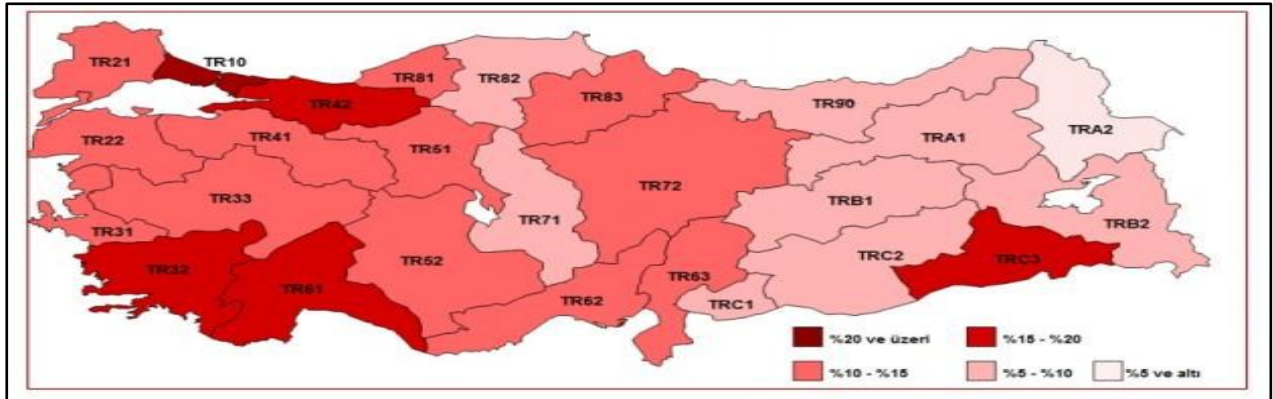 TR21 TR10 TR81 TR82
TR42 TR83 TR90
TRA2
TR22 TR41 TR51 TRA1
TR72
TR33 TR71 TRB1
TR31 TRB2
TR32 TR61 TR52 TRC2 TRC3
TR62 TR63 TRC1
%20 ve üzeri %15 - %20
%10 - %15 %5 - %10 %5 ve altı